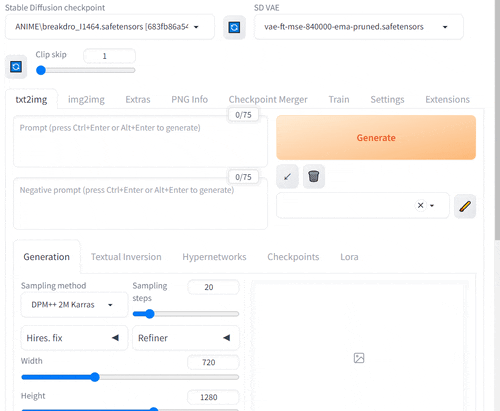 Stable Diffusion checkpoint
SD VAE
ANIME\breakdro_I1464.safetensors [683fb86a54
vae-ft-mse-840000-ema-pruned.safetensors
Clip skip
1
txt2img img2img Extras PNG Info Checkpoint Merger Train Settings Extensions
0/75
Prompt (press Ctrl+Enter or Alt+Enter to generate)
Generate
0/75
Negative prompt (press Ctrl+Enter or Alt+Enter to generate)
Generation Textual Inversion Hypernetworks Checkpoints Lora
Sampling method
Sampling steps
20
DPM++ 2M Karras
Hires. fix
Refiner
Width
720
Height
1280